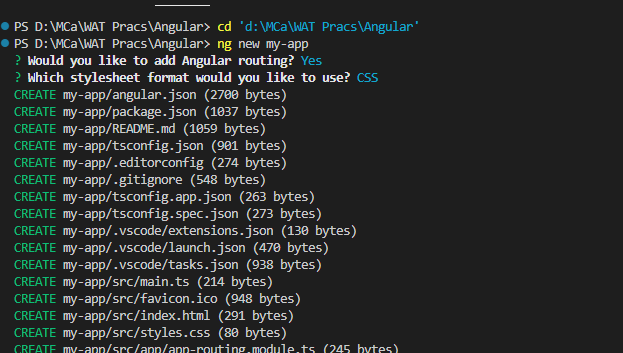 PS D:\MCa\WAT Pracs\Angular> cd 'd:\MCa\WAT Pracs\Angular'
PS D:\MCa\WAT Pracs\Angular> ng new my-app
? Would you like to add Angular routing? Yes
? Which stylesheet format would you like to use? CSS
CREATE my-app/angular.json (2700 bytes)
CREATE my-app/package.json (1037 bytes)
CREATE my-app/README.md (1059 bytes)
CREATE my-app/tsconfig.json (901 bytes)
CREATE my-app/.editorconfig (274 bytes)
CREATE my-app/.gitignore (548 bytes)
CREATE my-app/tsconfig.app.json (263 bytes)
CREATE my-app/tsconfig.spec.json (273 bytes)
CREATE my-app/.vscode/extensions.json (130 bytes)
CREATE my-app/.vscode/launch.json (470 bytes)
CREATE my-app/.vscode/tasks.json (938 bytes)
CREATE my-app/src/main.ts (214 bytes)
CREATE my-app/src/favicon.ico (948 bytes)
CREATE my-app/src/index.html (291 bytes)
CREATE my-app/src/styles.css (80 bytes)
CREATE my-app/src/app/app-routing.module.ts (245 bytes)